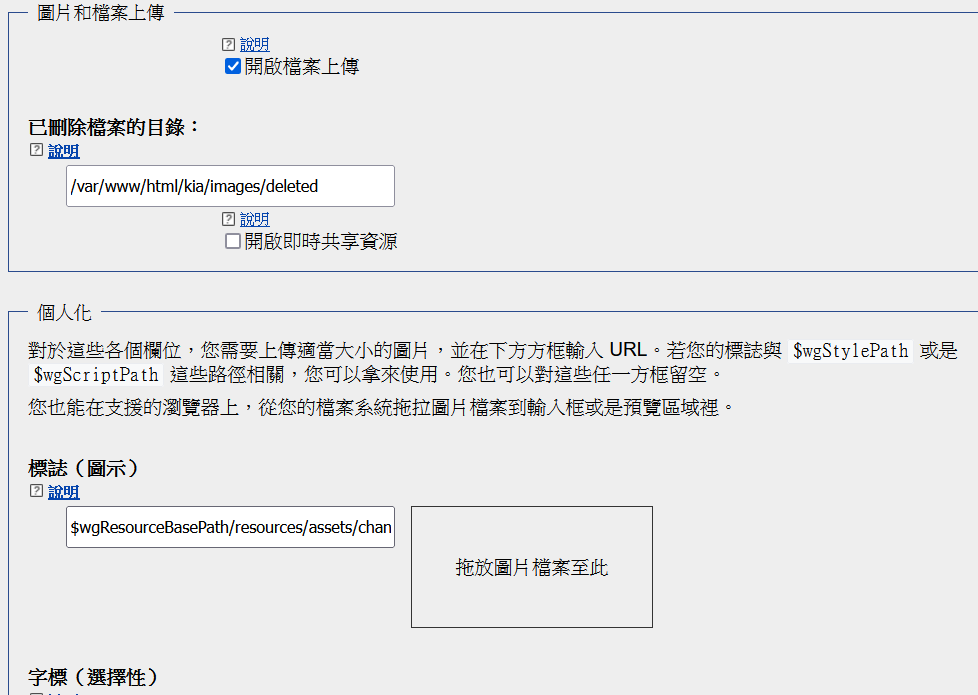 圖片和檔案上傳
說明
開啟檔案上傳
已刪除檔案的目錄：
說明
/var/www/html/kia/images/deleted
說明
開啟即時共享資源
個人化
對於這些各個欄位，您需要上傳適當大小的圖片，並在下方方框輸入 URL。若您的標誌與 $wgStylePath 或是
$wgScriptPath 這些路徑相關，您可以拿來使用。您也可以對這些任一方框留空。
您也能在支援的瀏覽器上，從您的檔案系統拖拉圖片檔案到輸入框或是預覽區域裡。
標誌（圖示）
說明
$wgResourceBasePath/resources/assets/chan
拖放圖片檔案至此
字標（選擇性）